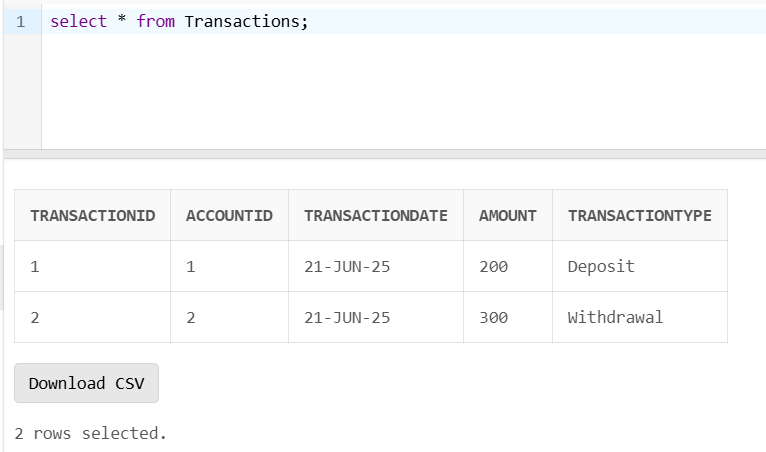 1 select * from Transactions;
TRANSACTIONID ACCOUNTID TRANSACTIONDATE AMOUNT TRANSACTIONTYPE
1 1 21-JUN-25 200 Deposit
2 2 21-JUN-25 300 Withdrawal
Download CSV
2 rows selected.